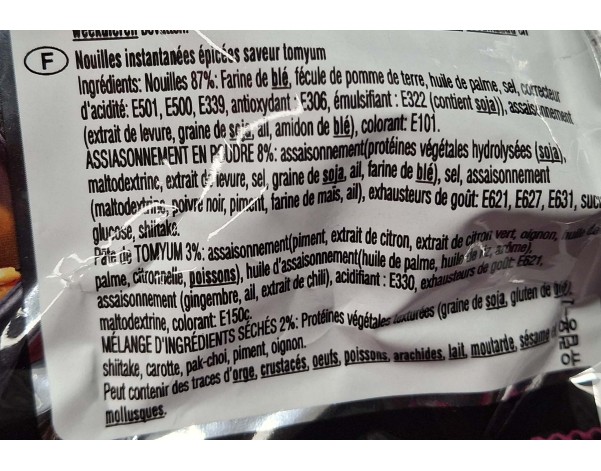 F Nouilles instantanées épicées saveur tomyum
Ingrédients: Nouilles 87%: Farine de blé, fécule de pomme de terre, huile de palme, sel, correcteur
d'acidité: E501, E500, E339, antioxydant : E306, émulsifiant : E322 (contient soja)), assaisonnement
(extrait de levure, graine de soja, ail, amidon de blé), colorant: E101.
ASSIASONNEMENT EN POUDRE 8%: assaisonnement(protéines végétales hydrolysées (soja),
maltodextrine, extrait de levure, sel, graine de soja, ail, farine de blé), sel, assaisonnement
(maltodextrine, poivre noir, piment, farine de maïs, ail), exhausteurs de goût: E621, E627, E631,
glucose, shiitake.
Pâte de TOMYUM 3%: assaisonnement(piment, extrait de citron, extrait de citron vert, oignon, huile de
palme, citronnelle, poissons), huile d'assaisonnement(huile de palme, huile de riz, arôme),
assaisonnement (gingembre, ail, extrait de chili), acidifiant : E330, exhausteurs de goût: E621,
maltodextrine, colorant: E150c.
MÉLANGE D'INGRÉDIENTS SÉCHÉS 2%: Protéines végétales texturées (graine de soja, gluten de blé),
shiitake, carotte, pak-choi, piment, oignon.
Peut contenir des traces d'orge, crustacés, oeufs, poissons, arachides, lait, moutarde, sésame
mollusques.